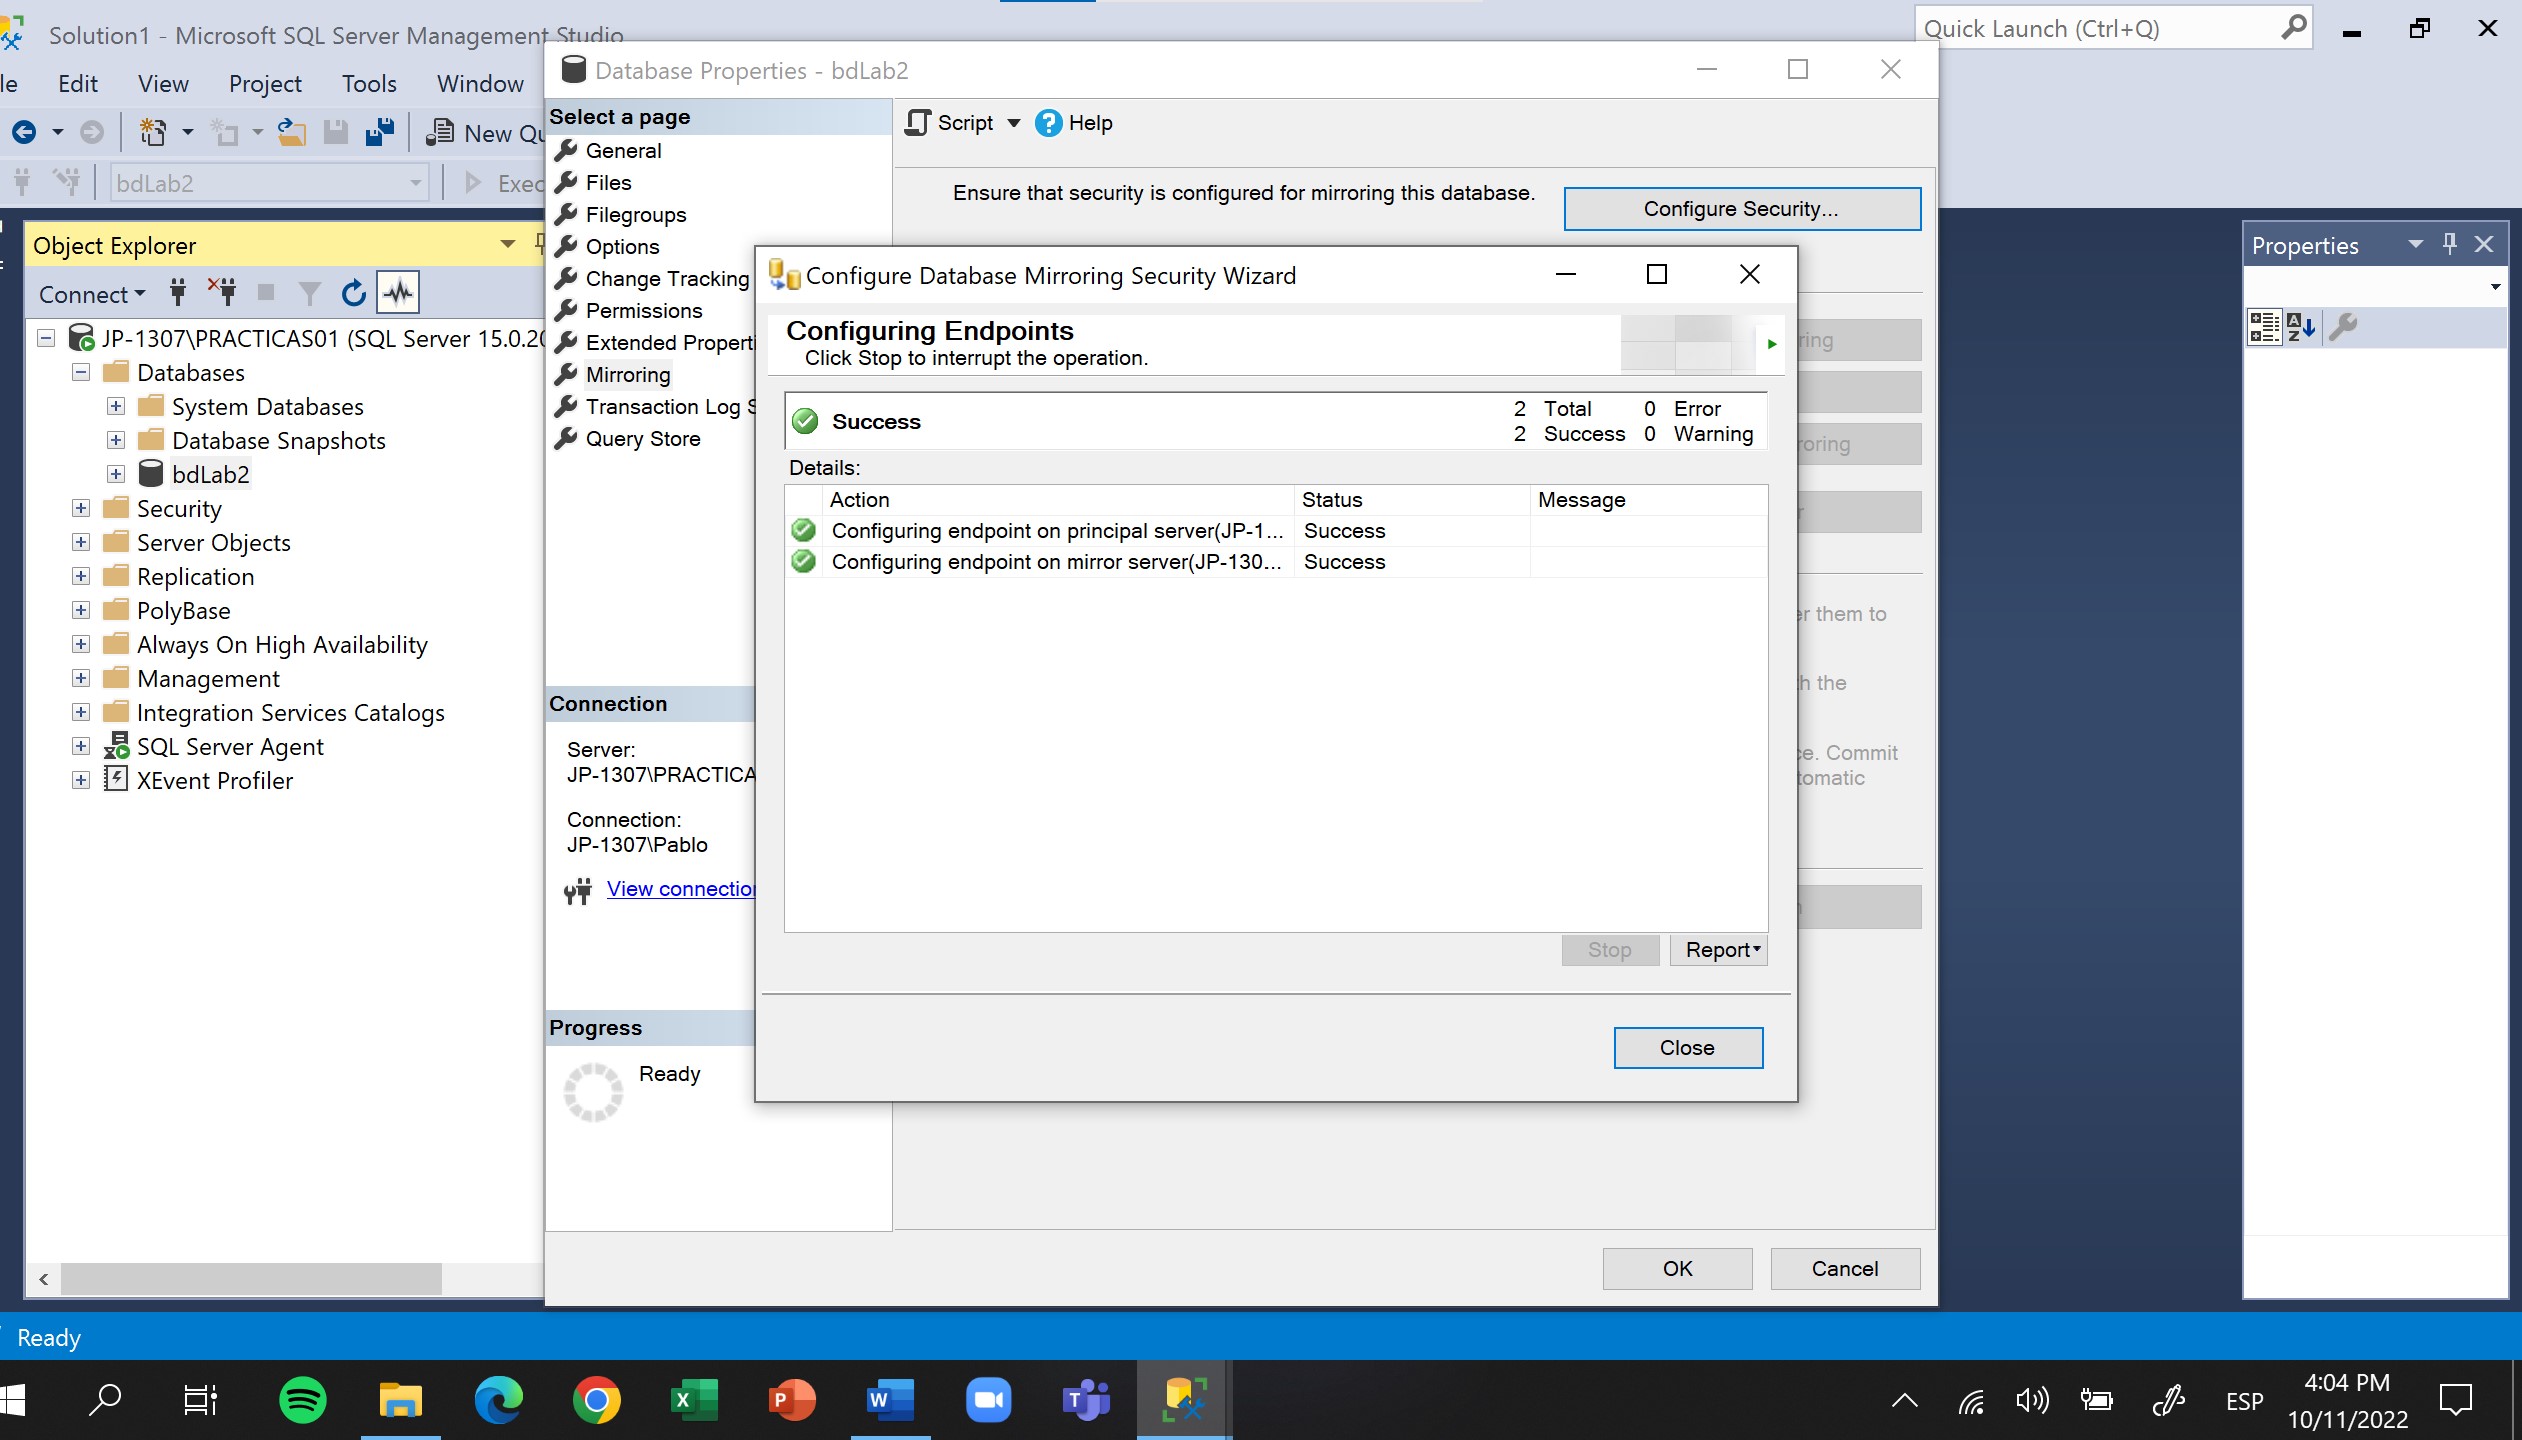 Solution1 - Microsoft SQL Server Management Studio
Quick Launch (Ctrl+Q)
le Edit View Project Tools Window
New Qu
bdLab2
Exec
Object Explorer
Connect
JP-1307\PRACTICAS01 (SQL Server 15.0.20
Databases
System Databases
Database Snapshots
bdLab2
Security
Server Objects
Replication
PolyBase
Always On High Availability
Management
Integration Services Catalogs
SQL Server Agent
XEvent Profiler
Database Properties - bdLab2
Select a page
General
Files
Filegroups
Options
Change Tracking
Permissions
Extended Properti
Mirroring
Transaction Log S
Query Store
Connection
Server:
JP-1307\PRACTICA
Connection:
JP-1307\Pablo
View connection
Progress
Ready
Script
Help
Ensure that security is configured for mirroring this database.
Configure Security...
ring
roring
r
er them to
h the
ce. Commit
tomatic
Configure Database Mirroring Security Wizard
Configuring Endpoints
Click Stop to interrupt the operation.
Success
2 Total 0 Error
2 Success 0 Warning
Details:
Action Status Message
Configuring endpoint on principal server(JP-1... Success
Configuring endpoint on mirror server(JP-130... Success
Stop
Report
Close
OK
Cancel
Properties
Ready
ESP
4:04 PM
10/11/2022